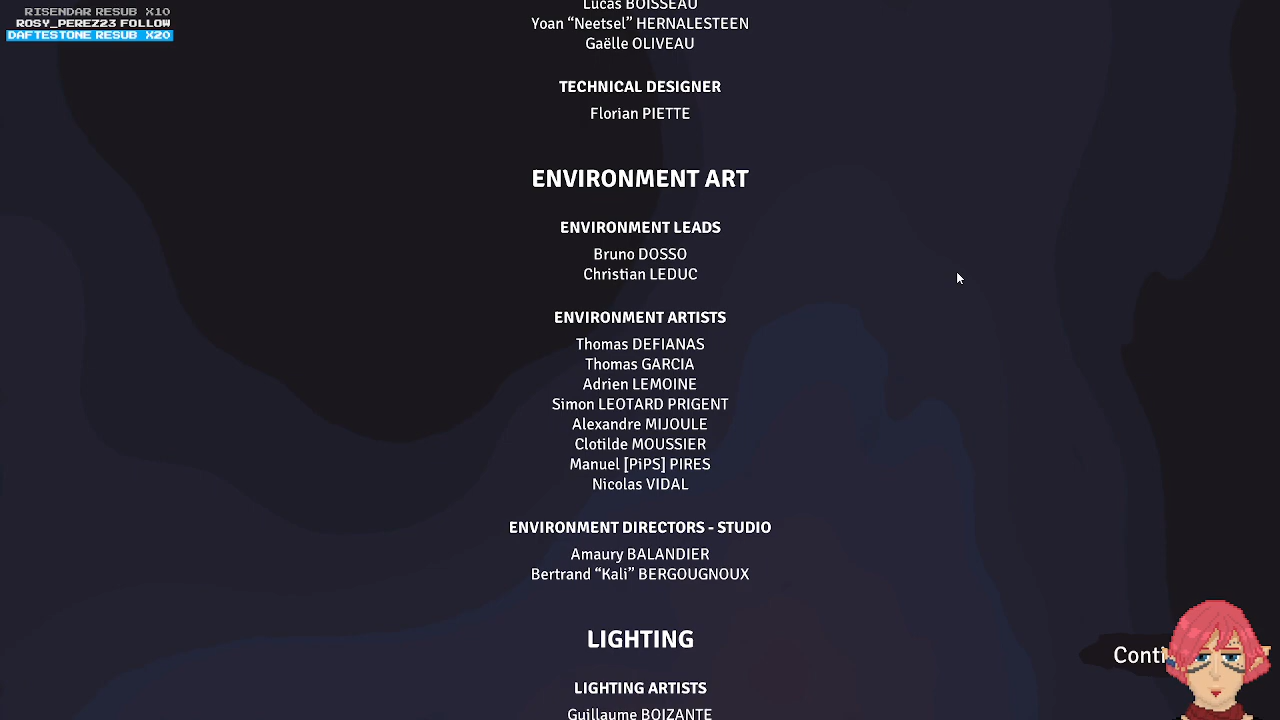 RISENDAR RESUB X10
ROSY_PEREZ23 FOLLOW
DAFTESTONE RESUB X20
Lucas BOISSEAU
Yoan “Neetsel” HERNALESTEEN
Gaëlle OLIVEAU
TECHNICAL DESIGNER
Florian PIETTE
ENVIRONMENT ART
ENVIRONMENT LEADS
Bruno DOSSO
Christian LEDUC
ENVIRONMENT ARTISTS
Thomas DEFIANAS
Thomas GARCIA
Adrien LEMOINE
Simon LEOTARD PRIGENT
Alexandre MIJOULE
Clotilde MOUSSIER
Manuel [PiPS] PIRES
Nicolas VIDAL
ENVIRONMENT DIRECTORS - STUDIO
Amaury BALANDIER
Bertrand “Kali” BERGOUGNOUX
LIGHTING
Conti
LIGHTING ARTISTS
Guillaume BOIZANTE